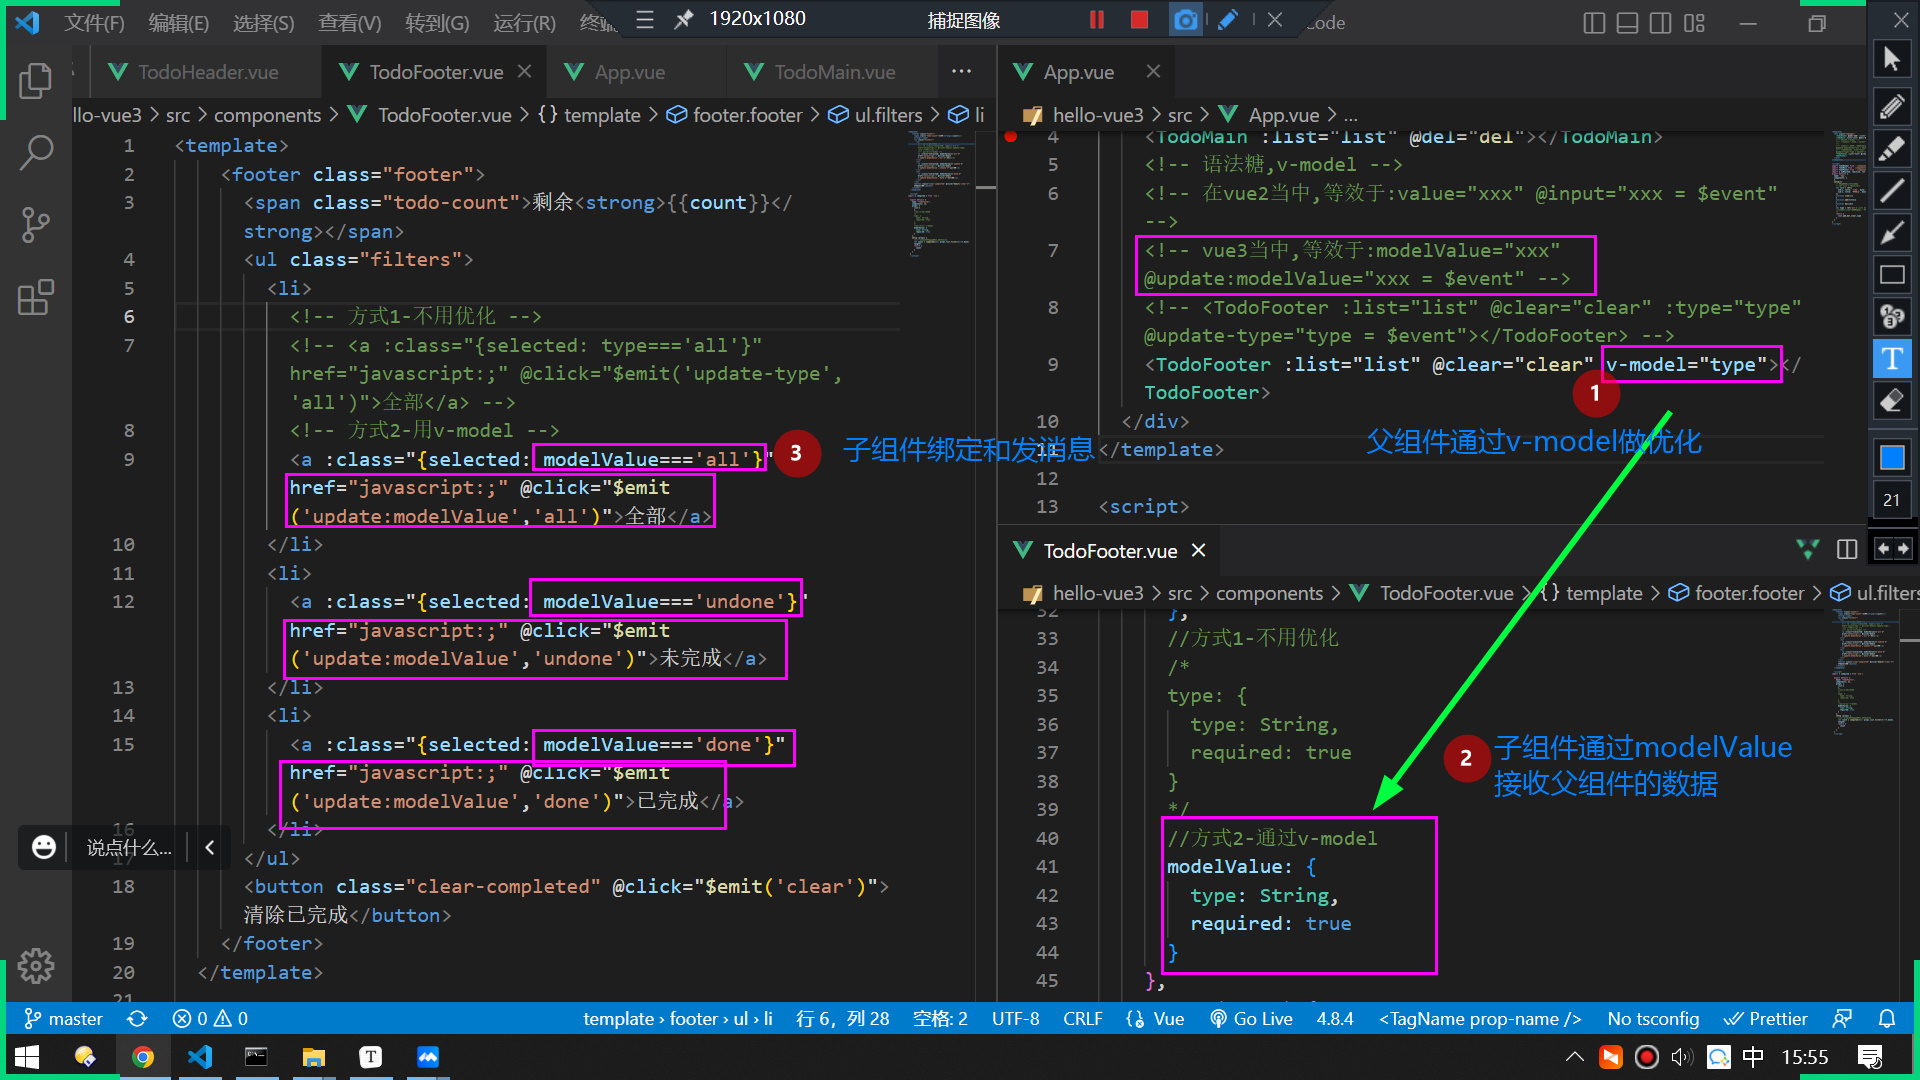 文件(F) 编辑(E) 选择(S) 查看(V) 转到(G) 运行(R) 终端
1920x1080 捕捉图像
Code
TodoHeader.vue TodoFooter.vue App.vue TodoMain.vue ...
llo-vue3 > src > components > TodoFooter.vue > {} template > footer.footer > ul.filters > li
1 <template>
2 <footer class="footer">
3 <span class="todo-count">剩余<strong>{{count}}</
strong></span>
4 <ul class="filters">
5 <li>
6 <!-- 方式1-不用优化 -->
7 <!-- <a :class="{selected: type==='all'}"
href="javascript:;" @click="$emit('update-type',
'all')">全部</a> -->
8 <!-- 方式2-用v-model -->
9 <a :class="{selected: modelValue==='all'}"
href="javascript:;" @click="$emit
('update:modelValue','all')">全部</a>
3 子组件绑定和发消息
10 </li>
11 <li>
12 <a :class="{selected: modelValue==='undone'}"
href="javascript:;" @click="$emit
('update:modelValue','undone')">未完成</a>
13 </li>
14 <li>
15 <a :class="{selected: modelValue==='done'}"
href="javascript:;" @click="$emit
('update:modelValue','done')">已完成</a>
16 </li>
说点什么...
17 </ul>
18 <button class="clear-completed" @click="$emit('clear')">
清除已完成</button>
19 </footer>
20 </template>
21
App.vue
hello-vue3 > src > App.vue > ...
4 <TodoMain :list="list" @del="del"></TodoMain>
5 <!-- 语法糖,v-model -->
6 <!-- 在vue2当中,等效于:value="xxx" @input="xxx = $event"
-->
7 <!-- vue3当中,等效于:modelValue="xxx"
@update:modelValue="xxx = $event" -->
8 <!-- <TodoFooter :list="list" @clear="clear" :type="type"
@update-type="type = $event"></TodoFooter> -->
9 <TodoFooter :list="list" @clear="clear" v-model="type"></
TodoFooter>
1
10 </div>
父组件通过v-model做优化
11 </template>
12
13 <script>
TodoFooter.vue
hello-vue3 > src > components > TodoFooter.vue > {} template > footer.footer > ul.filters
32 },
33 //方式1-不用优化
34 /*
35 type: {
36 type: String,
37 required: true
38 }
39 */
2 子组件通过modelValue
接收父组件的数据
40 //方式2-通过v-model
41 modelValue: {
42 type: String,
43 required: true
44 }
45 },
T
21
master 0 0 template › footer › ul › li 行 6，列 28 空格: 2 UTF-8 CRLF Vue Go Live 4.8.4 <TagName prop-name /> No tsconfig Prettier
T 中 15:55